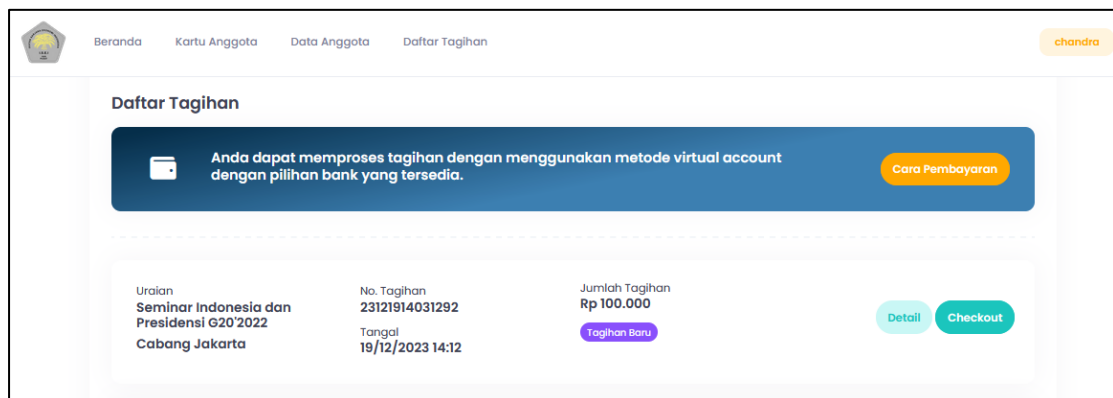 Beranda Kartu Anggota Data Anggota Daftar Tagihan chandra
Daftar Tagihan
Anda dapat memproses tagihan dengan menggunakan metode virtual account
dengan pilihan bank yang tersedia.
Cara Pembayaran
Uraian
Seminar Indonesia dan
Presidensi G20'2022
Cabang Jakarta
No. Tagihan
23121914031292
Tangal
19/12/2023 14:12
Jumlah Tagihan
Rp 100.000
Tagihan Baru
Detail Checkout